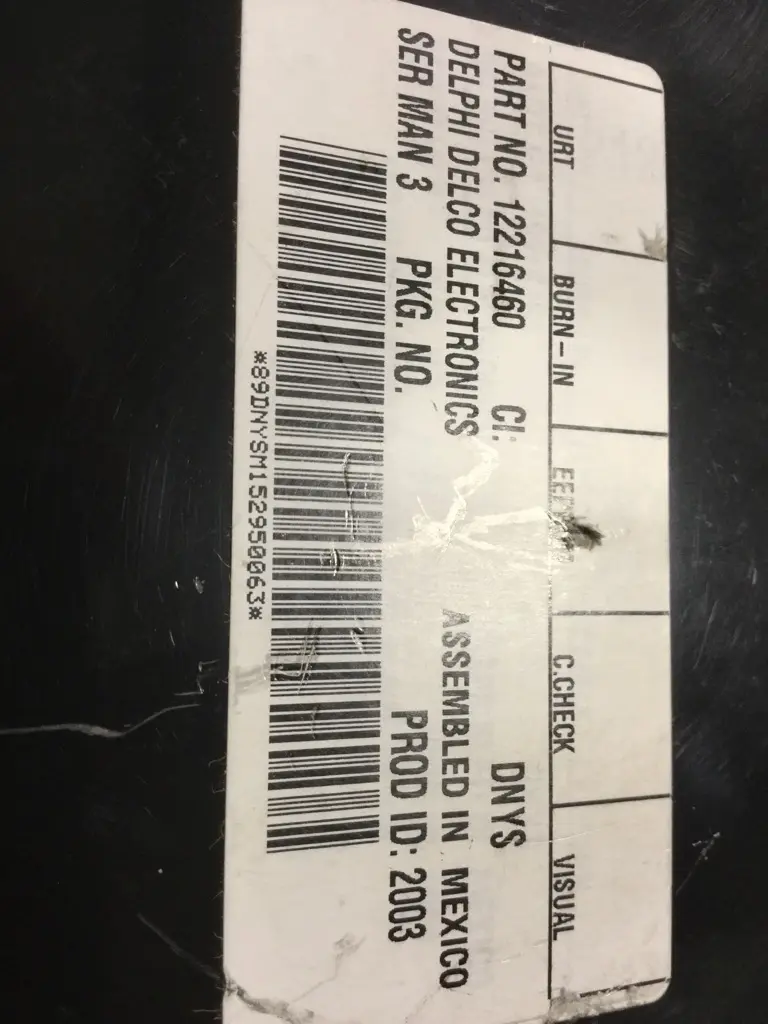 URT BURN-IN C.CHECK VISUAL
PART NO. 12216460 CI: DNYS
DELPHI DELCO ELECTRONICS ASSEMBLED IN MEXICO
SER MAN 3 PKG. NO. PROD ID: 2003
*89DNYSM152950063*